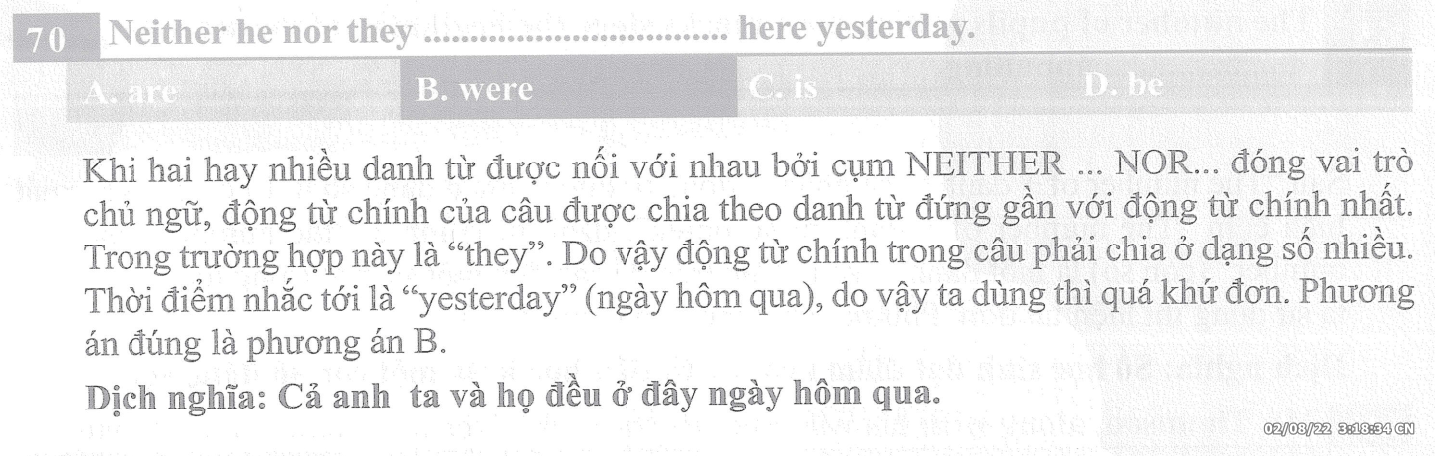 70 Neither he nor they ................................. here yesterday.
A. are B. were C. is D. be
Khi hai hay nhiều danh từ được nối với nhau bởi cụm NEITHER ... NOR... đóng vai trò
chủ ngữ, động từ chính của câu được chia theo danh từ đứng gần với động từ chính nhất.
Trong trường hợp này là “they”. Do vậy động từ chính trong câu phải chia ở dạng số nhiều.
Thời điểm nhắc tới là “yesterday” (ngày hôm qua), do vậy ta dùng thì quá khứ đơn. Phương
án đúng là phương án B.
Dịch nghĩa: Cả anh ta và họ đều ở đây ngày hôm qua.
02/08/22 3:18:34 CN